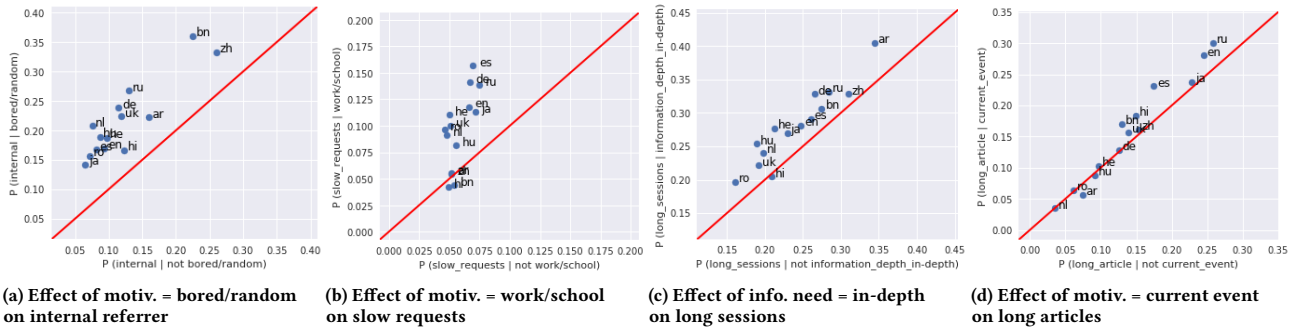 0.40
0.35
0.30
0.25
0.20
0.15
0.10
0.05
P (internal | bored/random)
bn
zh
ru
de
uk
ar
nl
he
es
en
hi
ro
ja
0.05 0.10 0.15 0.20 0.25 0.30 0.35 0.40
P (internal | not bored/random)
(a) Effect of motiv. = bored/random
on internal referrer
0.200
0.175
0.150
0.125
0.100
0.075
0.050
0.025
0.000
P (slow_requests | work/school)
es
de
ru
en
he
ja
uk
ro
nl
hu
zh
hi
bn
0.000 0.025 0.050 0.075 0.100 0.125 0.150 0.175 0.200
P (slow_requests | not work/school)
(b) Effect of motiv. = work/school
on slow requests
0.45
0.40
0.35
0.30
0.25
0.20
0.15
P (long_sessions | information_depth_in-depth)
ar
de
ru
zh
bn
es
en
he
ja
hu
nl
uk
hi
ro
0.15 0.20 0.25 0.30 0.35 0.40 0.45
P (long_sessions | not information_depth_in-depth)
(c) Effect of info. need = in-depth
on long sessions
0.35
0.30
0.25
0.20
0.15
0.10
0.05
0.00
P (long_article | current_event)
ru
en
ja
es
hi
bn
uk
zh
de
he
hu
ro
ar
nl
0.00 0.05 0.10 0.15 0.20 0.25 0.30 0.35
P (long_article | not current_event)
(d) Effect of motiv. = current event
on long articles